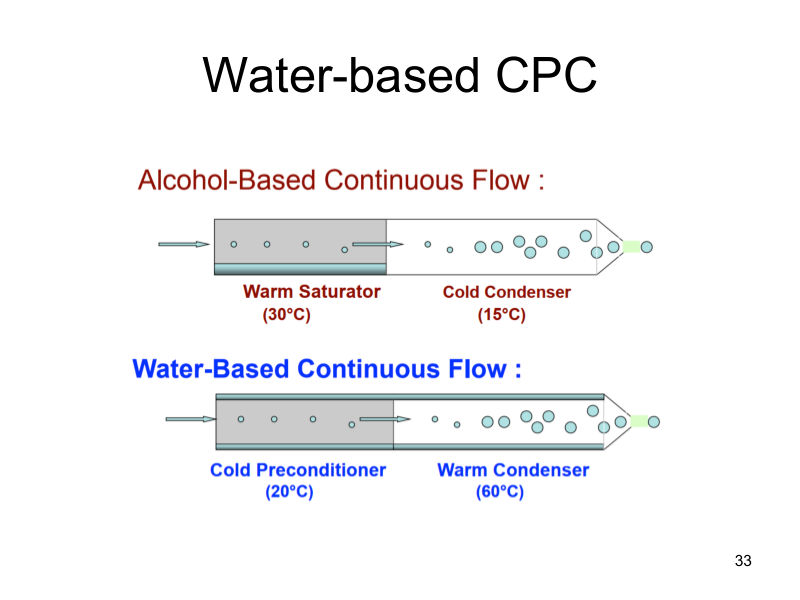 Water-based CPC
Alcohol-Based Continuous Flow :
Warm Saturator
(30°C)
Cold Condenser
(15°C)
Water-Based Continuous Flow :
Cold Preconditioner
(20°C)
Warm Condenser
(60°C)
33